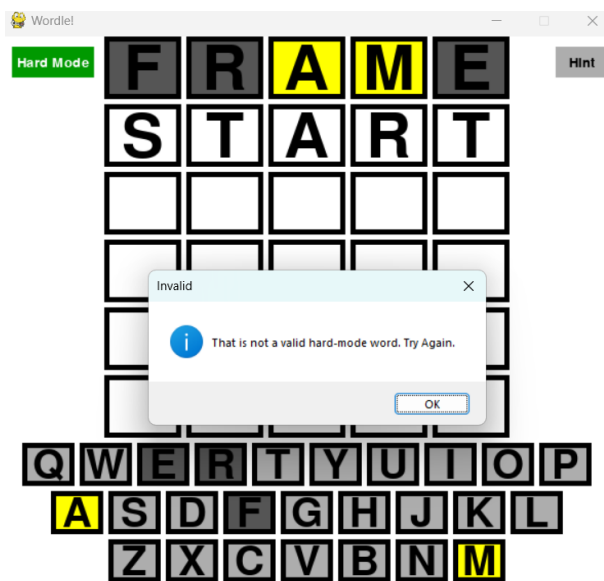 Wordle!
Hard Mode
Hint
FRAME
START
Invalid
That is not a valid hard-mode word. Try Again.
OK
QWERTYUIOP
ASDFGHJKL
ZXCVBNM